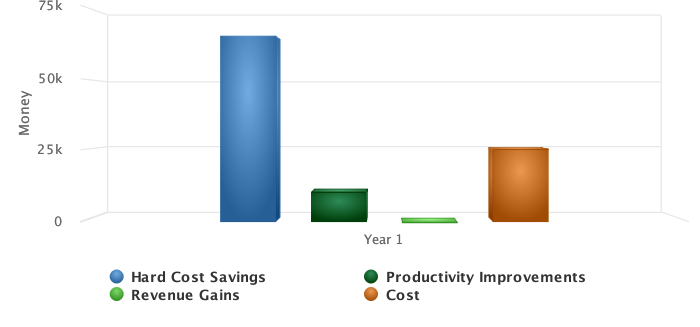 75k
50k
25k
0
Money
Year 1
Hard Cost Savings
Productivity Improvements
Revenue Gains
Cost